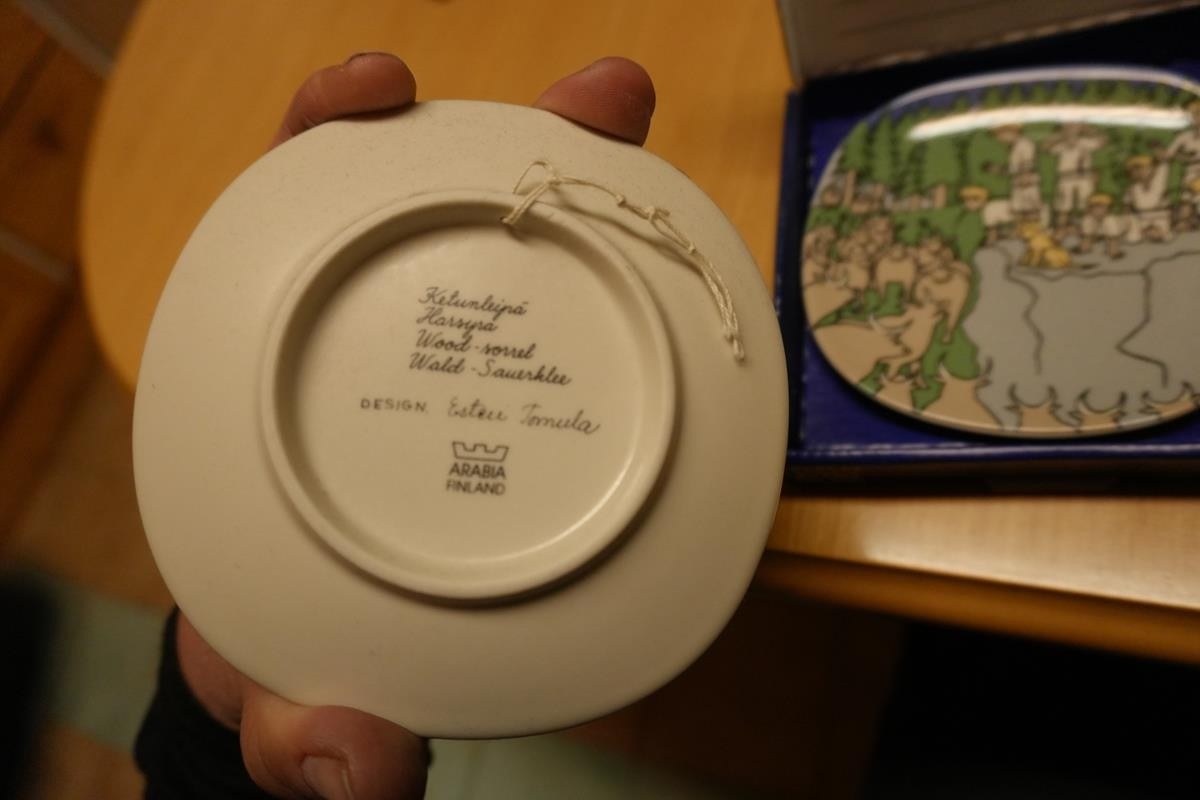 Ketunleipä
Harsyra
Wood-sorrel
Wald-Sauerklee
DESIGN. Esteri Tomula
ARABIA
FINLAND